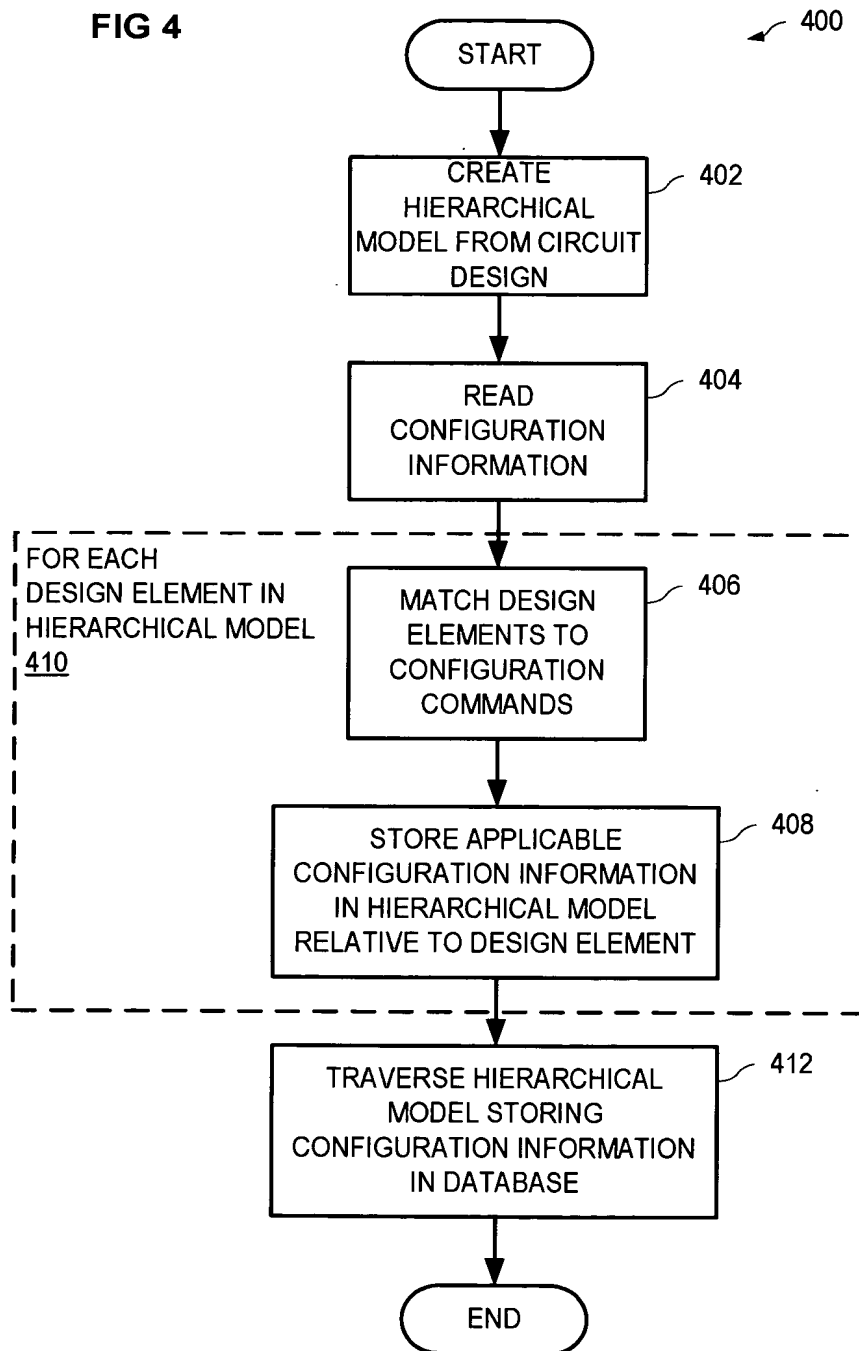 FIG 4
400
START
CREATE
HIERARCHICAL
MODEL FROM CIRCUIT
DESIGN
402
READ
CONFIGURATION
INFORMATION
404
FOR EACH
DESIGN ELEMENT IN
HIERARCHICAL MODEL
410
MATCH DESIGN
ELEMENTS TO
CONFIGURATION
COMMANDS
406
STORE APPLICABLE
CONFIGURATION INFORMATION
IN HIERARCHICAL MODEL
RELATIVE TO DESIGN ELEMENT
408
TRAVERSE HIERARCHICAL
MODEL STORING
CONFIGURATION INFORMATION
IN DATABASE
412
END